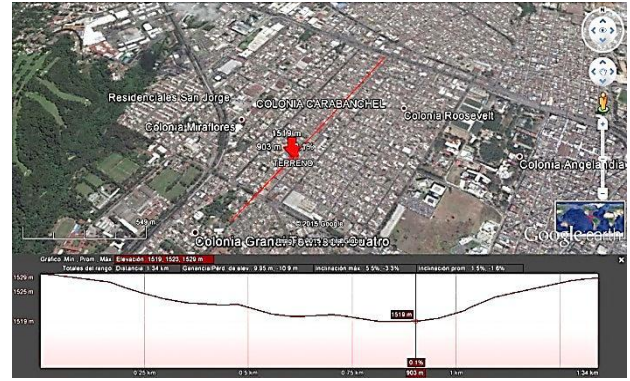 N
Residenciales San Jorge
COLONIA CARABANCHEL
Colonia Roosevelt
Colonia Miraflores
1519 m
903 m
TERRENO
Colonia Angelandia
549 m
©2015 Google
Google earth
Gráfico: Mín., Prom., Máx. Elevación: 1519, 1523, 1529 m
Totales del rango: Distancia: 1.34 km Ganancia/Pérd. de elev.: 9.95 m, -10.9 m Inclinación máx.: 5.5%, -3.3% Inclinación prom.: 1.5%, -1.6%
1529 m
1525 m
1519 m
1519 m
0.1%
0.25 km
0.5 km
0.75 km
903 m
1 km
1.34 km